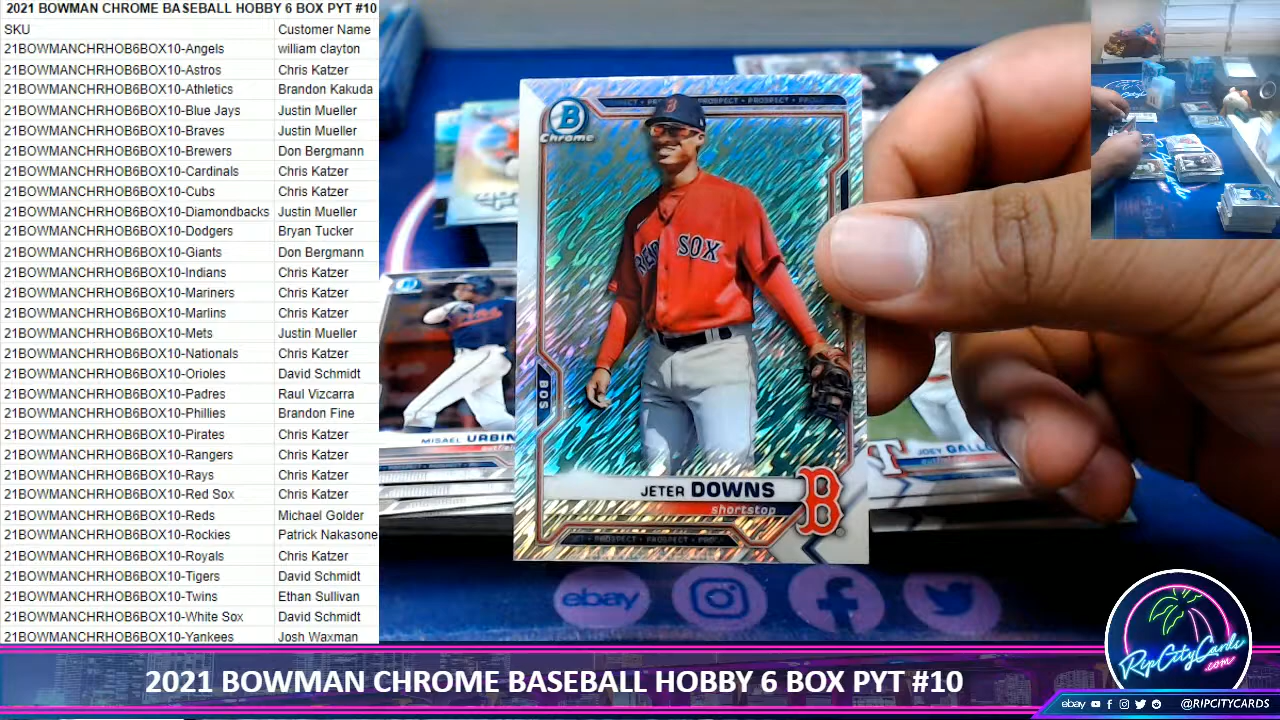 2021 BOWMAN CHROME BASEBALL HOBBY 6 BOX PYT #10
SKU Customer Name
21BOWMANCHRHOB6BOX10-Angels william clayton
21BOWMANCHRHOB6BOX10-Astros Chris Katzer
21BOWMANCHRHOB6BOX10-Athletics Brandon Kakuda
21BOWMANCHRHOB6BOX10-Blue Jays Justin Mueller
21BOWMANCHRHOB6BOX10-Braves Justin Mueller
21BOWMANCHRHOB6BOX10-Brewers Don Bergmann
21BOWMANCHRHOB6BOX10-Cardinals Chris Katzer
21BOWMANCHRHOB6BOX10-Cubs Chris Katzer
21BOWMANCHRHOB6BOX10-Diamondbacks Justin Mueller
21BOWMANCHRHOB6BOX10-Dodgers Bryan Tucker
21BOWMANCHRHOB6BOX10-Giants Don Bergmann
21BOWMANCHRHOB6BOX10-Indians Chris Katzer
21BOWMANCHRHOB6BOX10-Mariners Chris Katzer
21BOWMANCHRHOB6BOX10-Marlins Chris Katzer
21BOWMANCHRHOB6BOX10-Mets Justin Mueller
21BOWMANCHRHOB6BOX10-Nationals Chris Katzer
21BOWMANCHRHOB6BOX10-Orioles David Schmidt
21BOWMANCHRHOB6BOX10-Padres Raul Vizcarra
21BOWMANCHRHOB6BOX10-Phillies Brandon Fine
21BOWMANCHRHOB6BOX10-Pirates Chris Katzer
21BOWMANCHRHOB6BOX10-Rangers Chris Katzer
21BOWMANCHRHOB6BOX10-Rays Chris Katzer
21BOWMANCHRHOB6BOX10-Red Sox Chris Katzer
21BOWMANCHRHOB6BOX10-Reds Michael Golder
21BOWMANCHRHOB6BOX10-Rockies Patrick Nakasone
21BOWMANCHRHOB6BOX10-Royals Chris Katzer
21BOWMANCHRHOB6BOX10-Tigers David Schmidt
21BOWMANCHRHOB6BOX10-Twins Ethan Sullivan
21BOWMANCHRHOB6BOX10-White Sox David Schmidt
21BOWMANCHRHOB6BOX10-Yankees Josh Waxman
B
Chrome
PROSPECT • PROSPECT
B
SOX
BOS
JETER DOWNS
shortstop
B
PROSPECT • PROSPECT
MISAEL URBIN
T
JOEY GALL
ebay
RipCityCards
.com
2021 BOWMAN CHROME BASEBALL HOBBY 6 BOX PYT #10
ebay @RIPCITYCARDS